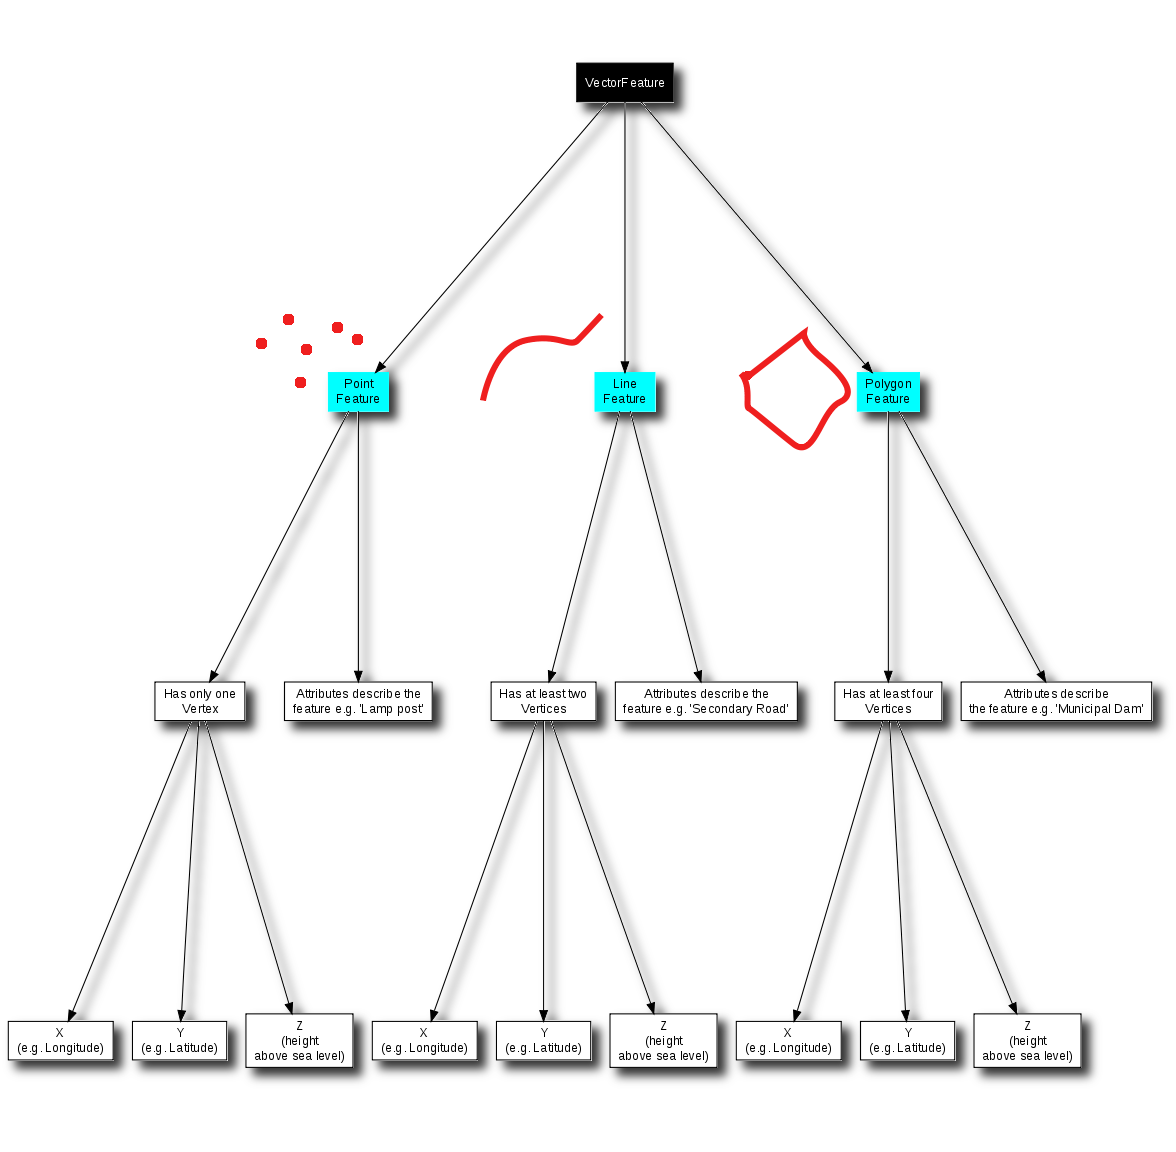 VectorFeature
Point
Feature
Line
Feature
Polygon
Feature
Has only one
Vertex
Attributes describe the
feature e.g. 'Lamp post'
Has at least two
Vertices
Attributes describe the
feature e.g. 'Secondary Road'
Has at least four
Vertices
Attributes describe
the feature e.g. 'Municipal Dam'
X
(e.g. Longitude)
Y
(e.g. Latitude)
Z
(height
above sea level)
X
(e.g. Longitude)
Y
(e.g. Latitude)
Z
(height
above sea level)
X
(e.g. Longitude)
Y
(e.g. Latitude)
Z
(height
above sea level)